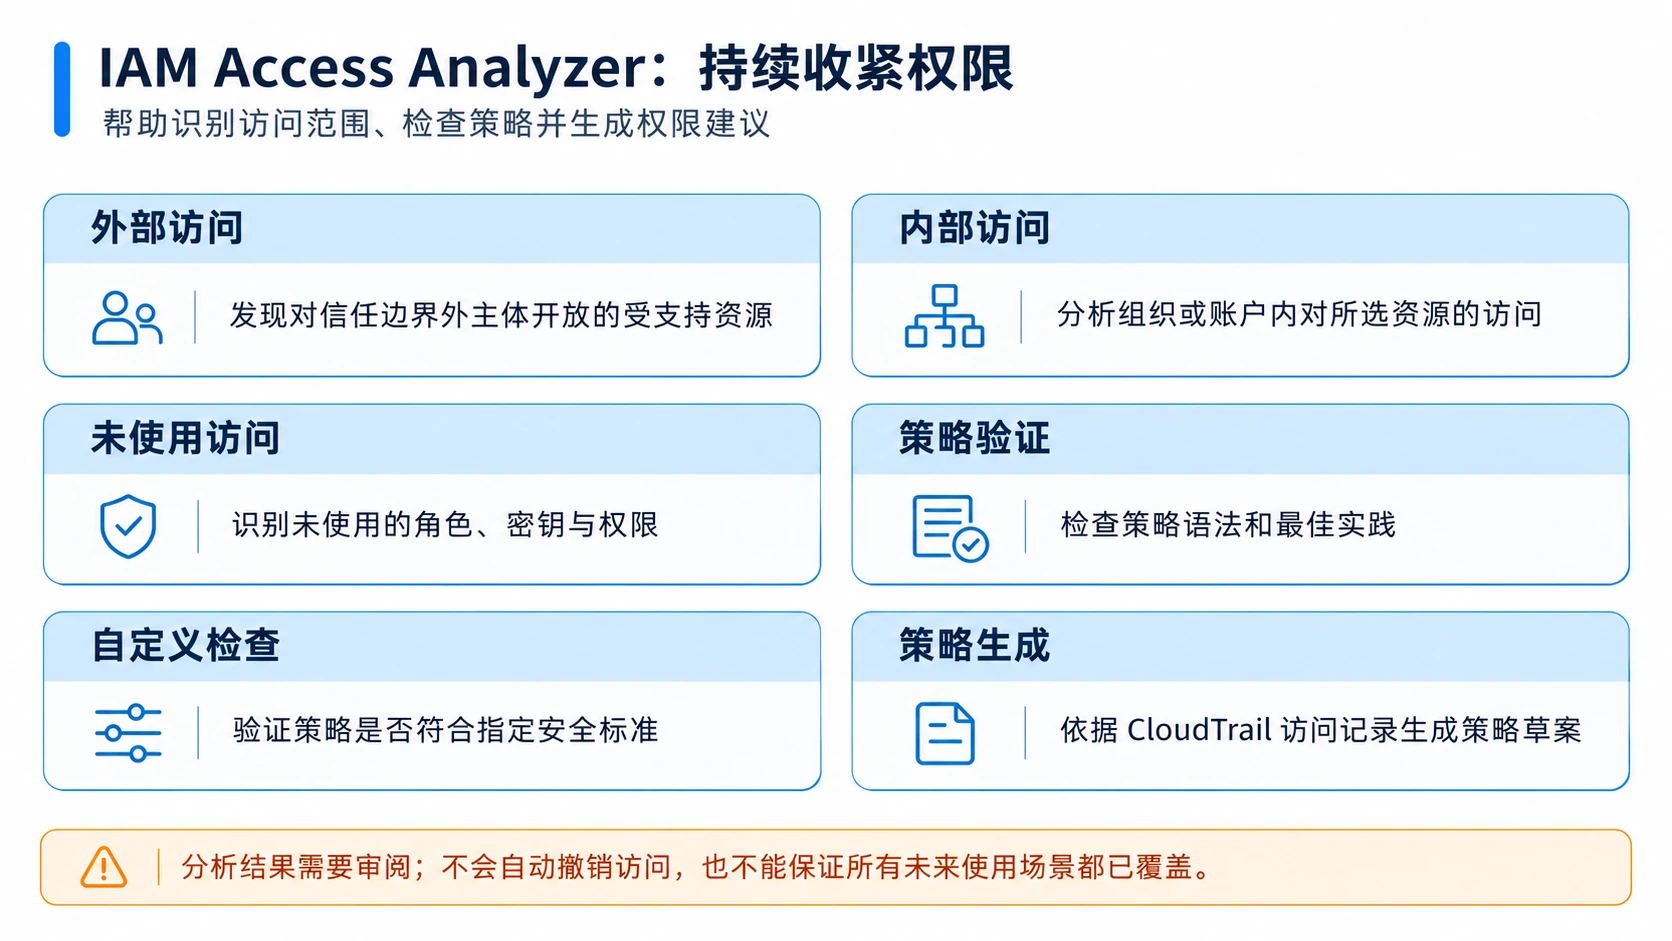 IAM Access Analyzer：持续收紧权限
帮助识别访问范围、检查策略并生成权限建议
外部访问
发现对信任边界外主体开放的受支持资源
内部访问
分析组织或账户内对所选资源的访问
未使用访问
识别未使用的角色、密钥与权限
策略验证
检查策略语法和最佳实践
自定义检查
验证策略是否符合指定安全标准
策略生成
依据 CloudTrail 访问记录生成策略草案
分析结果需要审阅；不会自动撤销访问，也不能保证所有未来使用场景都已覆盖。